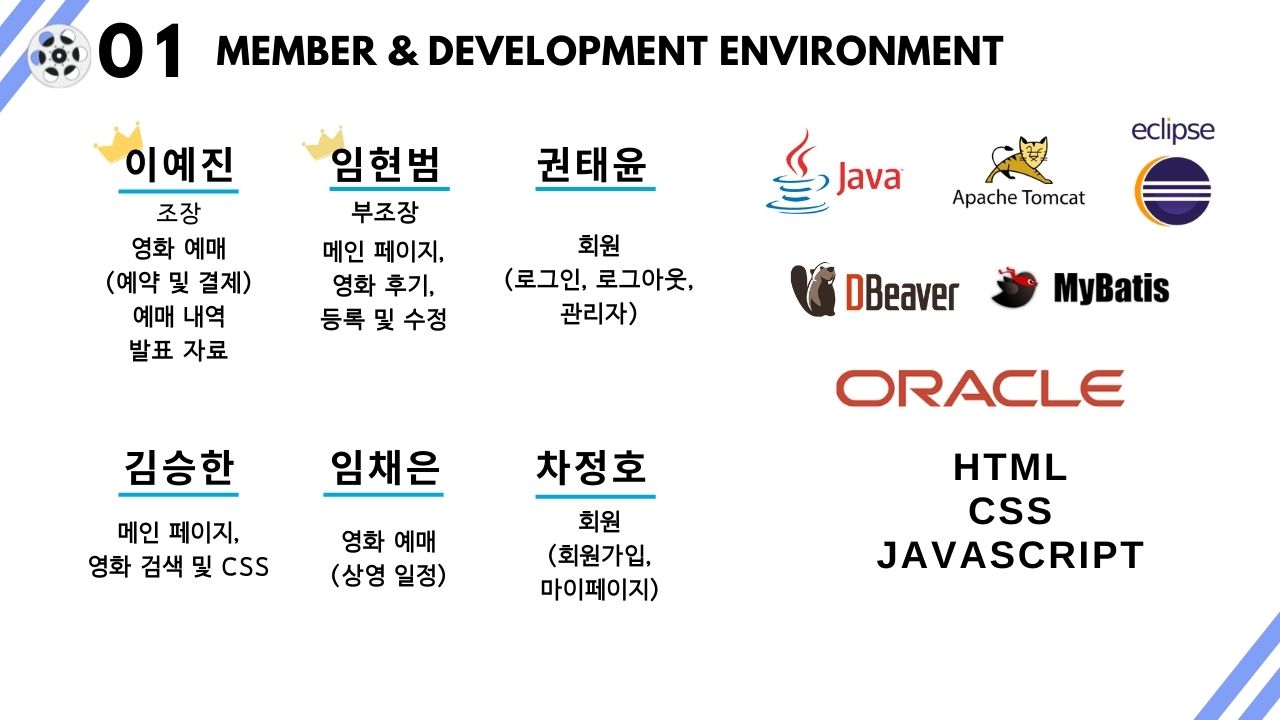 01 MEMBER & DEVELOPMENT ENVIRONMENT
이예진
조장
영화 예매
(예약 및 결제)
예매 내역
발표 자료
임현범
부조장
메인 페이지,
영화 후기,
등록 및 수정
권태윤
회원
(로그인, 로그아웃,
관리자)
김승한
메인 페이지,
영화 검색 및 CSS
임채은
영화 예매
(상영 일정)
차정호
회원
(회원가입,
마이페이지)
Java
Apache Tomcat
eclipse
DBeaver
MyBatis
ORACLE
HTML
CSS
JAVASCRIPT